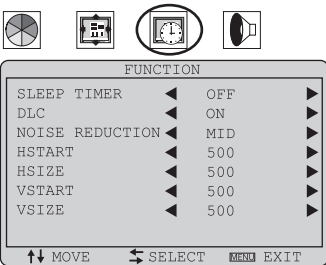 FUNCTION
SLEEP TIMER ◀ OFF ▶
DLC ◀ ON ▶
NOISE REDUCTION ◀ MID ▶
HSTART ◀ 500 ▶
HSIZE ◀ 500 ▶
VSTART ◀ 500 ▶
VSIZE ◀ 500 ▶
MOVE SELECT MENU EXIT